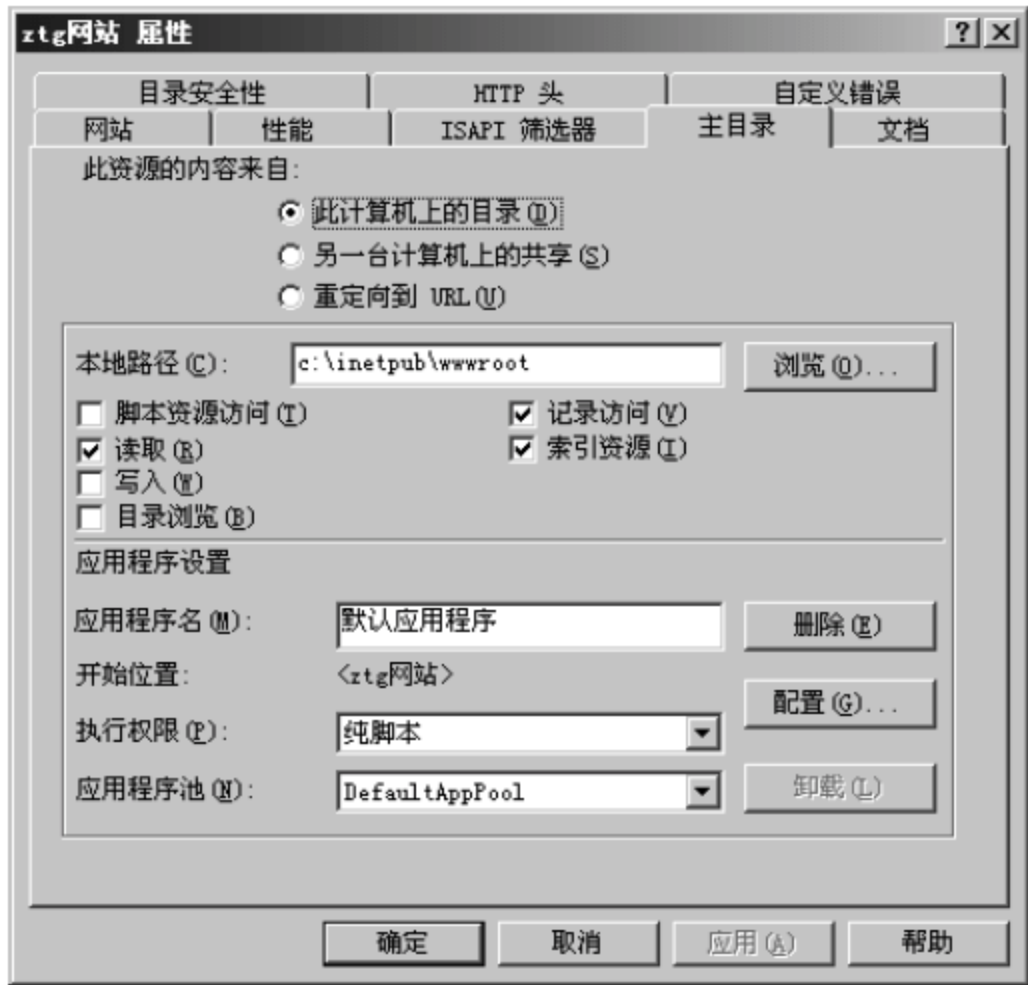 ztg网站 属性
目录安全性 HTTP 头 自定义错误
网站 性能 ISAPI 筛选器 主目录 文档
此资源的内容来自:
此计算机上的目录(D)
另一台计算机上的共享(S)
重定向到 URL(U)
本地路径(C): c:\inetpub\wwwroot 浏览(O)...
脚本资源访问(T) 记录访问(V)
读取(R) 索引资源(I)
写入(W)
目录浏览(B)
应用程序设置
应用程序名(M): 默认应用程序 删除(E)
开始位置: <ztg网站>
配置(G)...
执行权限(P): 纯脚本
应用程序池(N): DefaultAppPool 卸载(L)
确定 取消 应用(A) 帮助